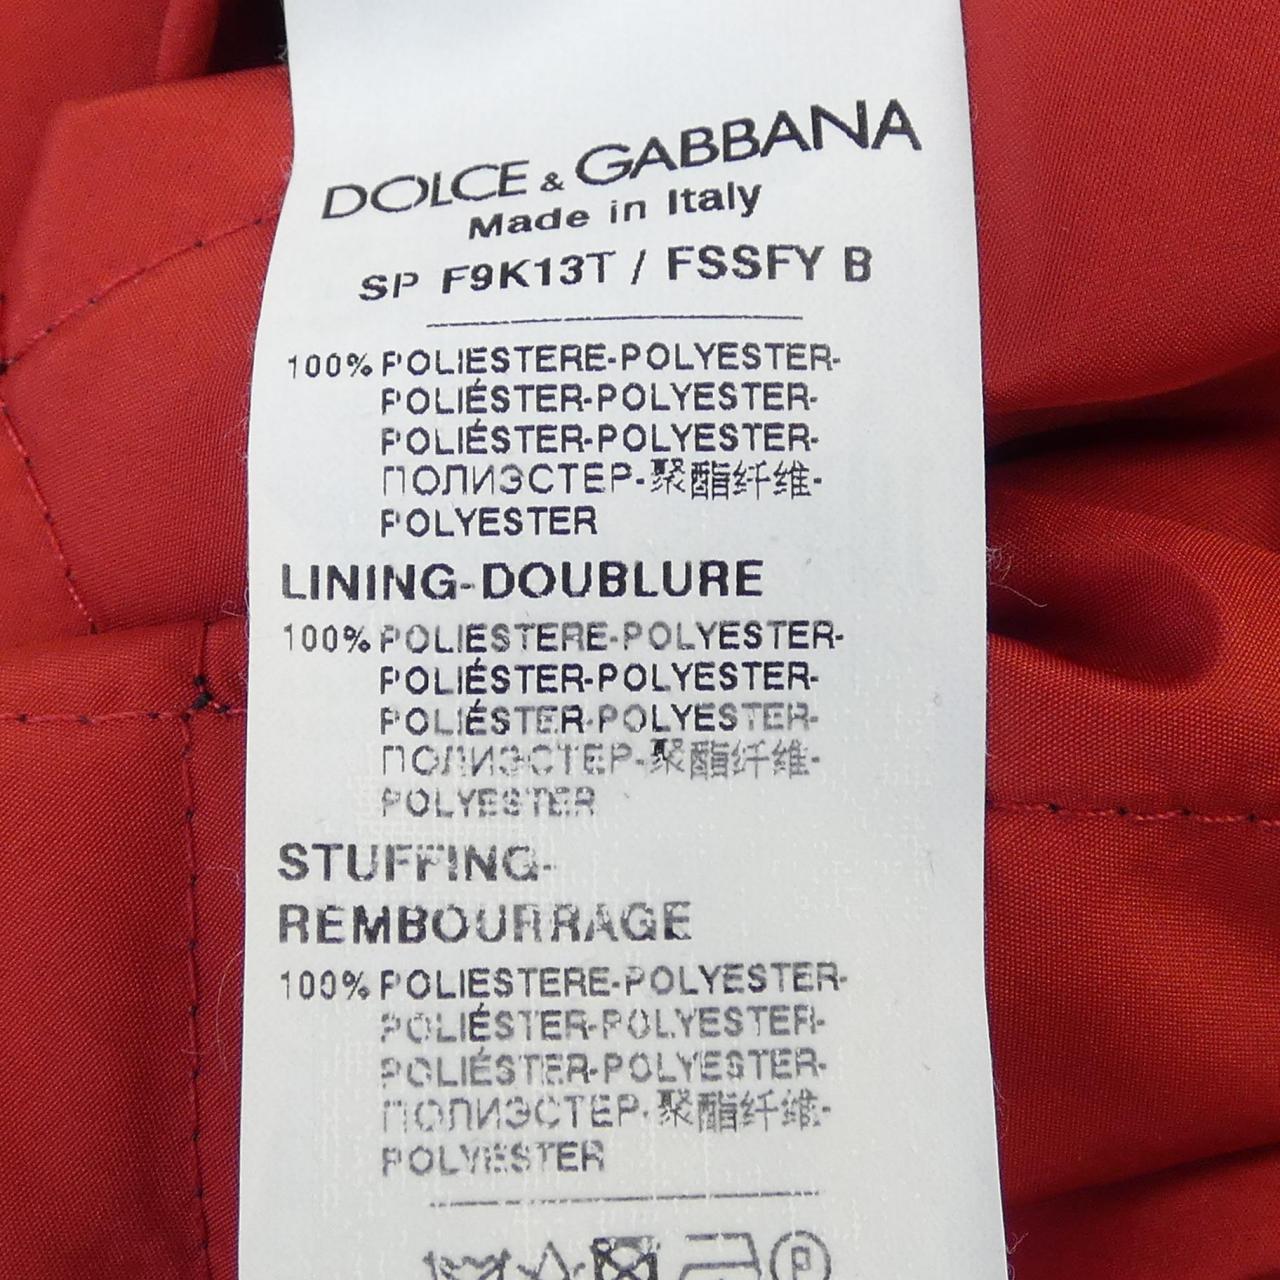 DOLCE & GABBANA
Made in Italy
SP F9K13T / FSSFY B
100% POLIESTERE-POLYESTER-
POLIÉSTER-POLYESTER-
POLIÉSTER-POLYESTER-
ПОЛИЭСТЕР-聚酯纤维-
POLYESTER
LINING-DOUBLURE
100% POLIESTERE-POLYESTER-
POLIÉSTER-POLYESTER-
POLIÉSTER-POLYESTER-
ПОЛИЭСТЕР-聚酯纤维-
POLYESTER
STUFFING-
REMBOURRAGE
100% POLIESTERE-POLYESTER-
POLIÉSTER-POLYESTER-
POLIÉSTER-POLYESTER-
ПОЛИЭСТЕР-聚酯纤维-
POLYESTER
P